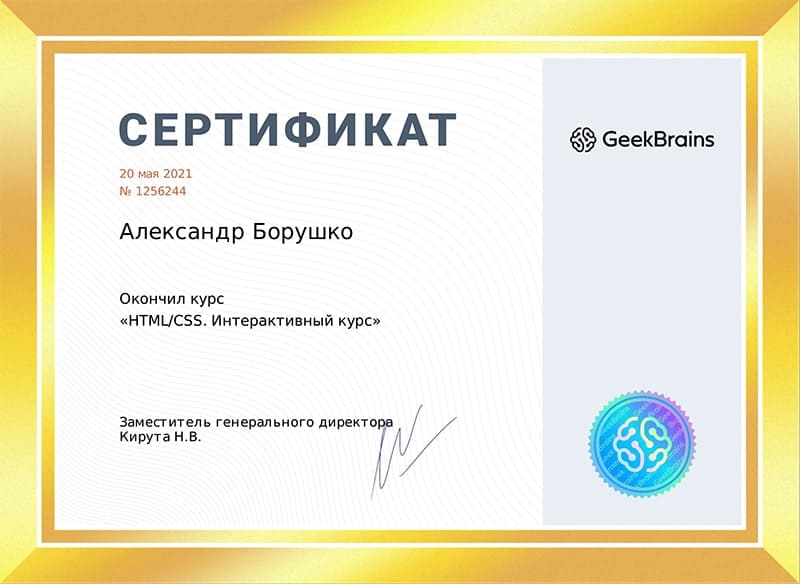 СЕРТИФИКАТ
20 мая 2021
№ 1256244
Александр Борушко
Окончил курс
«HTML/CSS. Интерактивный курс»
Заместитель генерального директора
Кирута Н.В.
GeekBrains